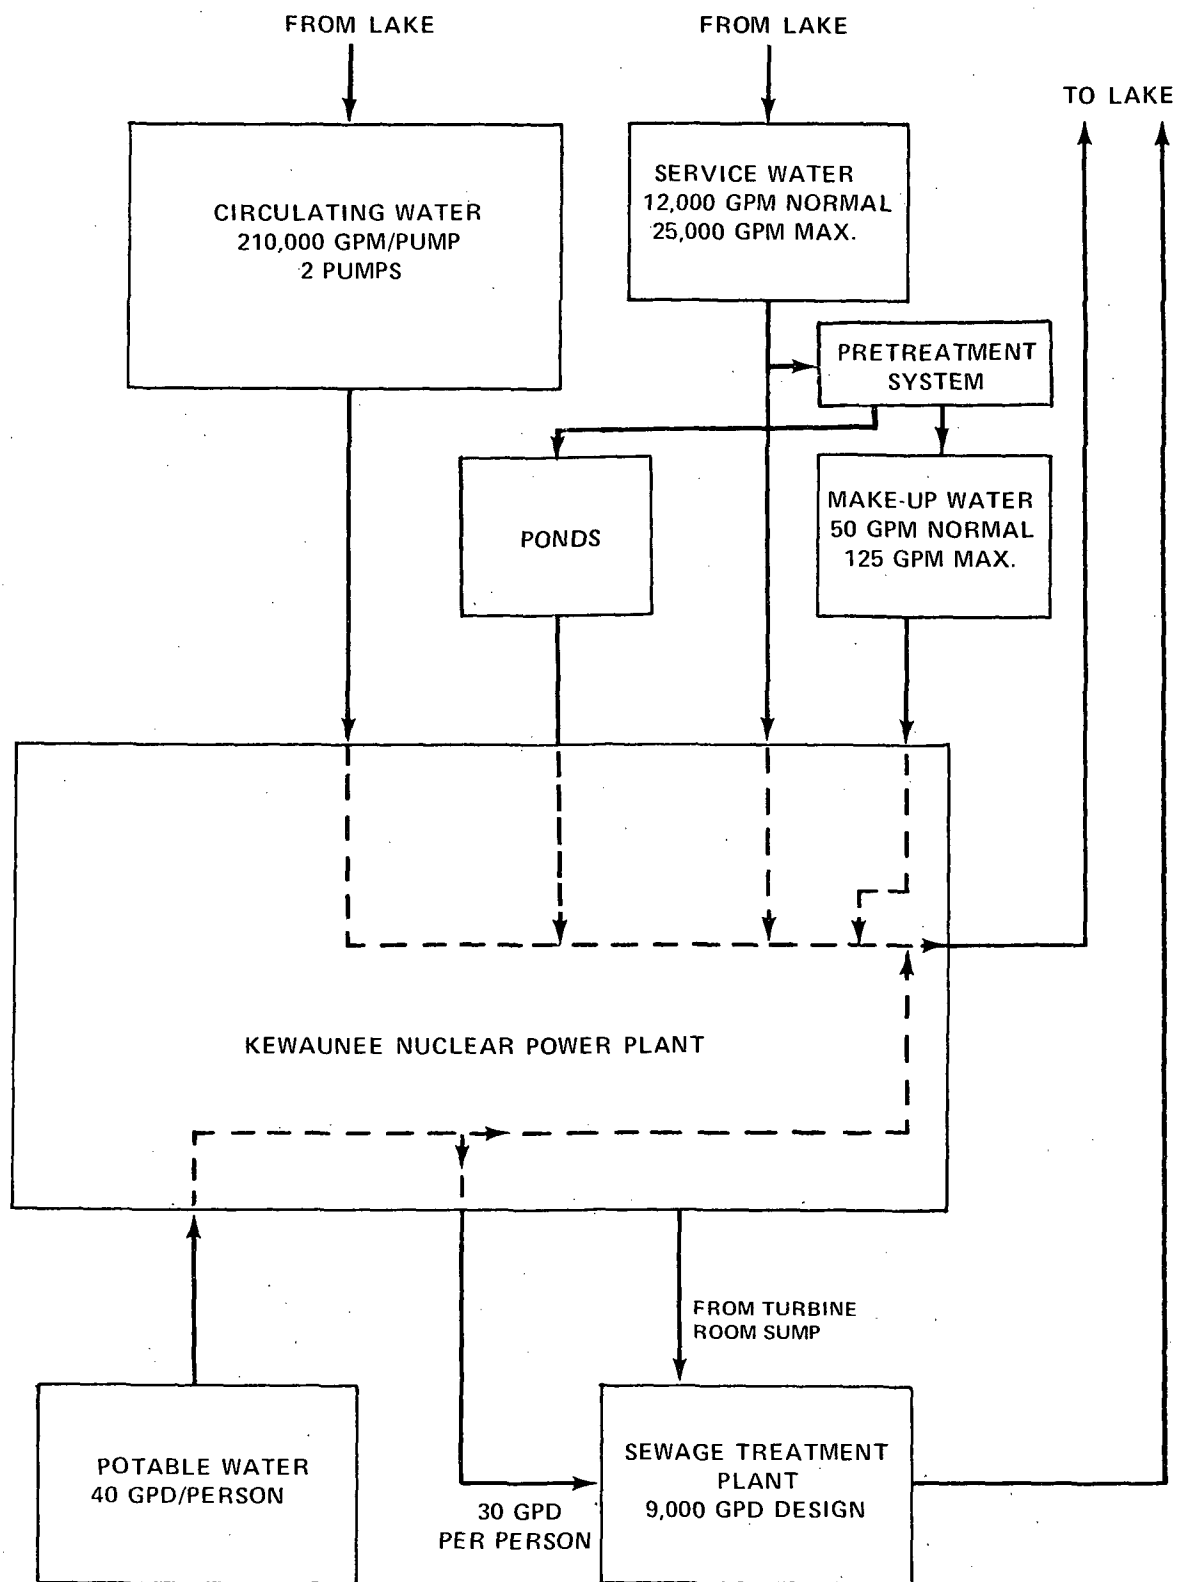 FROM LAKE
FROM LAKE
TO LAKE
CIRCULATING WATER
210,000 GPM/PUMP
2 PUMPS
SERVICE WATER
12,000 GPM NORMAL
25,000 GPM MAX.
PRETREATMENT
SYSTEM
PONDS
MAKE-UP WATER
50 GPM NORMAL
125 GPM MAX.
KEWAUNEE NUCLEAR POWER PLANT
FROM TURBINE
ROOM SUMP
POTABLE WATER
40 GPD/PERSON
30 GPD
PER PERSON
SEWAGE TREATMENT
PLANT
9,000 GPD DESIGN